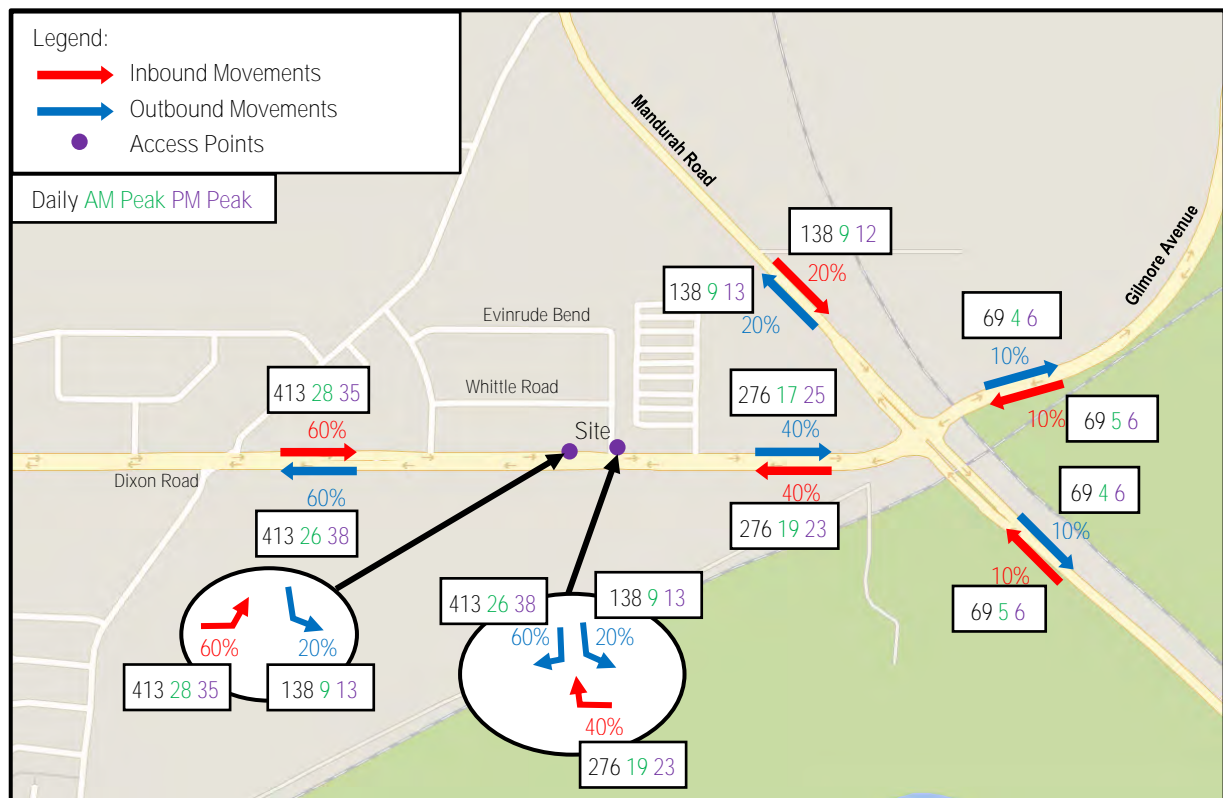 Legend:
Inbound Movements
Outbound Movements
Access Points
Daily AM Peak PM Peak
Mandurah Road
Gilmore Avenue
138 9 12
20%
138 9 13
20%
Evinrude Bend
69 4 6
10%
Whittle Road
413 28 35
60%
276 17 25
40%
10%
69 5 6
Site
Dixon Road
60%
40%
69 4 6
10%
413 26 38
276 19 23
10%
69 5 6
413 26 38
138 9 13
60%
20%
60%
20%
413 28 35
138 9 13
40%
276 19 23